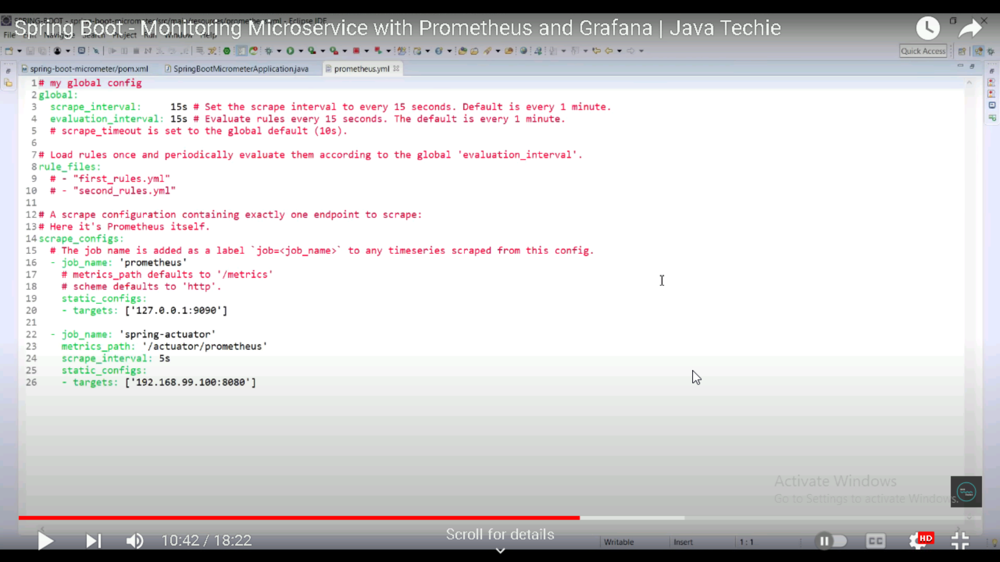 SPRING-BOOT - spring-boot-micrometer/src/main/resources/prometheus.yml - Eclipse IDE
Spring Boot - Monitoring Microservice with Prometheus and Grafana | Java Techie
File Edit Navigate Search Project Run Window Help
Quick Access
spring-boot-micrometer/pom.xml SpringBootMicrometerApplication.java prometheus.yml
1 # my global config
2 global:
3   scrape_interval:     15s # Set the scrape interval to every 15 seconds. Default is every 1 minute.
4   evaluation_interval: 15s # Evaluate rules every 15 seconds. The default is every 1 minute.
5   # scrape_timeout is set to the global default (10s).
6
7 # Load rules once and periodically evaluate them according to the global 'evaluation_interval'.
8 rule_files:
9   # - "first_rules.yml"
10   # - "second_rules.yml"
11
12 # A scrape configuration containing exactly one endpoint to scrape:
13 # Here it's Prometheus itself.
14 scrape_configs:
15   # The job name is added as a label `job=<job_name>` to any timeseries scraped from this config.
16   - job_name: 'prometheus'
17     # metrics_path defaults to '/metrics'
18     # scheme defaults to 'http'.
19     static_configs:
20     - targets: ['127.0.0.1:9090']
21
22   - job_name: 'spring-actuator'
23     metrics_path: '/actuator/prometheus'
24     scrape_interval: 5s
25     static_configs:
26     - targets: ['192.168.99.100:8080']
Activate Windows
Go to Settings to activate Windows.
10:42 / 18:22
Scroll for details
Writable Insert 1 : 1
CC HD